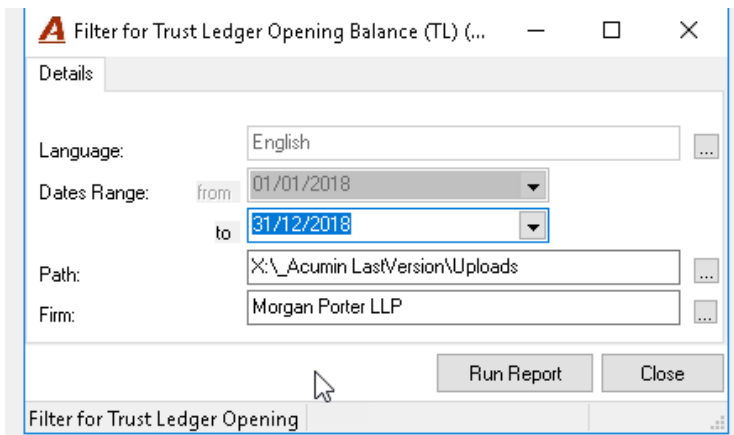 A Filter for Trust Ledger Opening Balance (TL) (...
Details
Language: English ...
Dates Range: from 01/01/2018
to 31/12/2018
Path: X:\_Acumin LastVersion\Uploads ...
Firm: Morgan Porter LLP ...
Run Report Close
Filter for Trust Ledger Opening